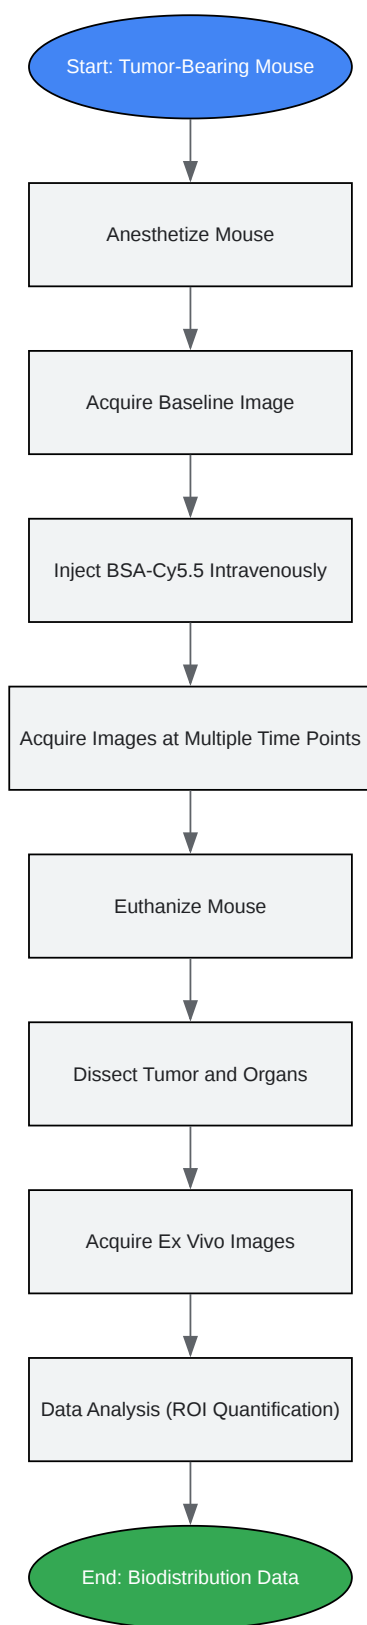 Start: Tumor-Bearing Mouse
Anesthetize Mouse
Acquire Baseline Image
Inject BSA-Cy5.5 Intravenously
Acquire Images at Multiple Time Points
Euthanize Mouse
Dissect Tumor and Organs
Acquire Ex Vivo Images
Data Analysis (ROI Quantification)
End: Biodistribution Data